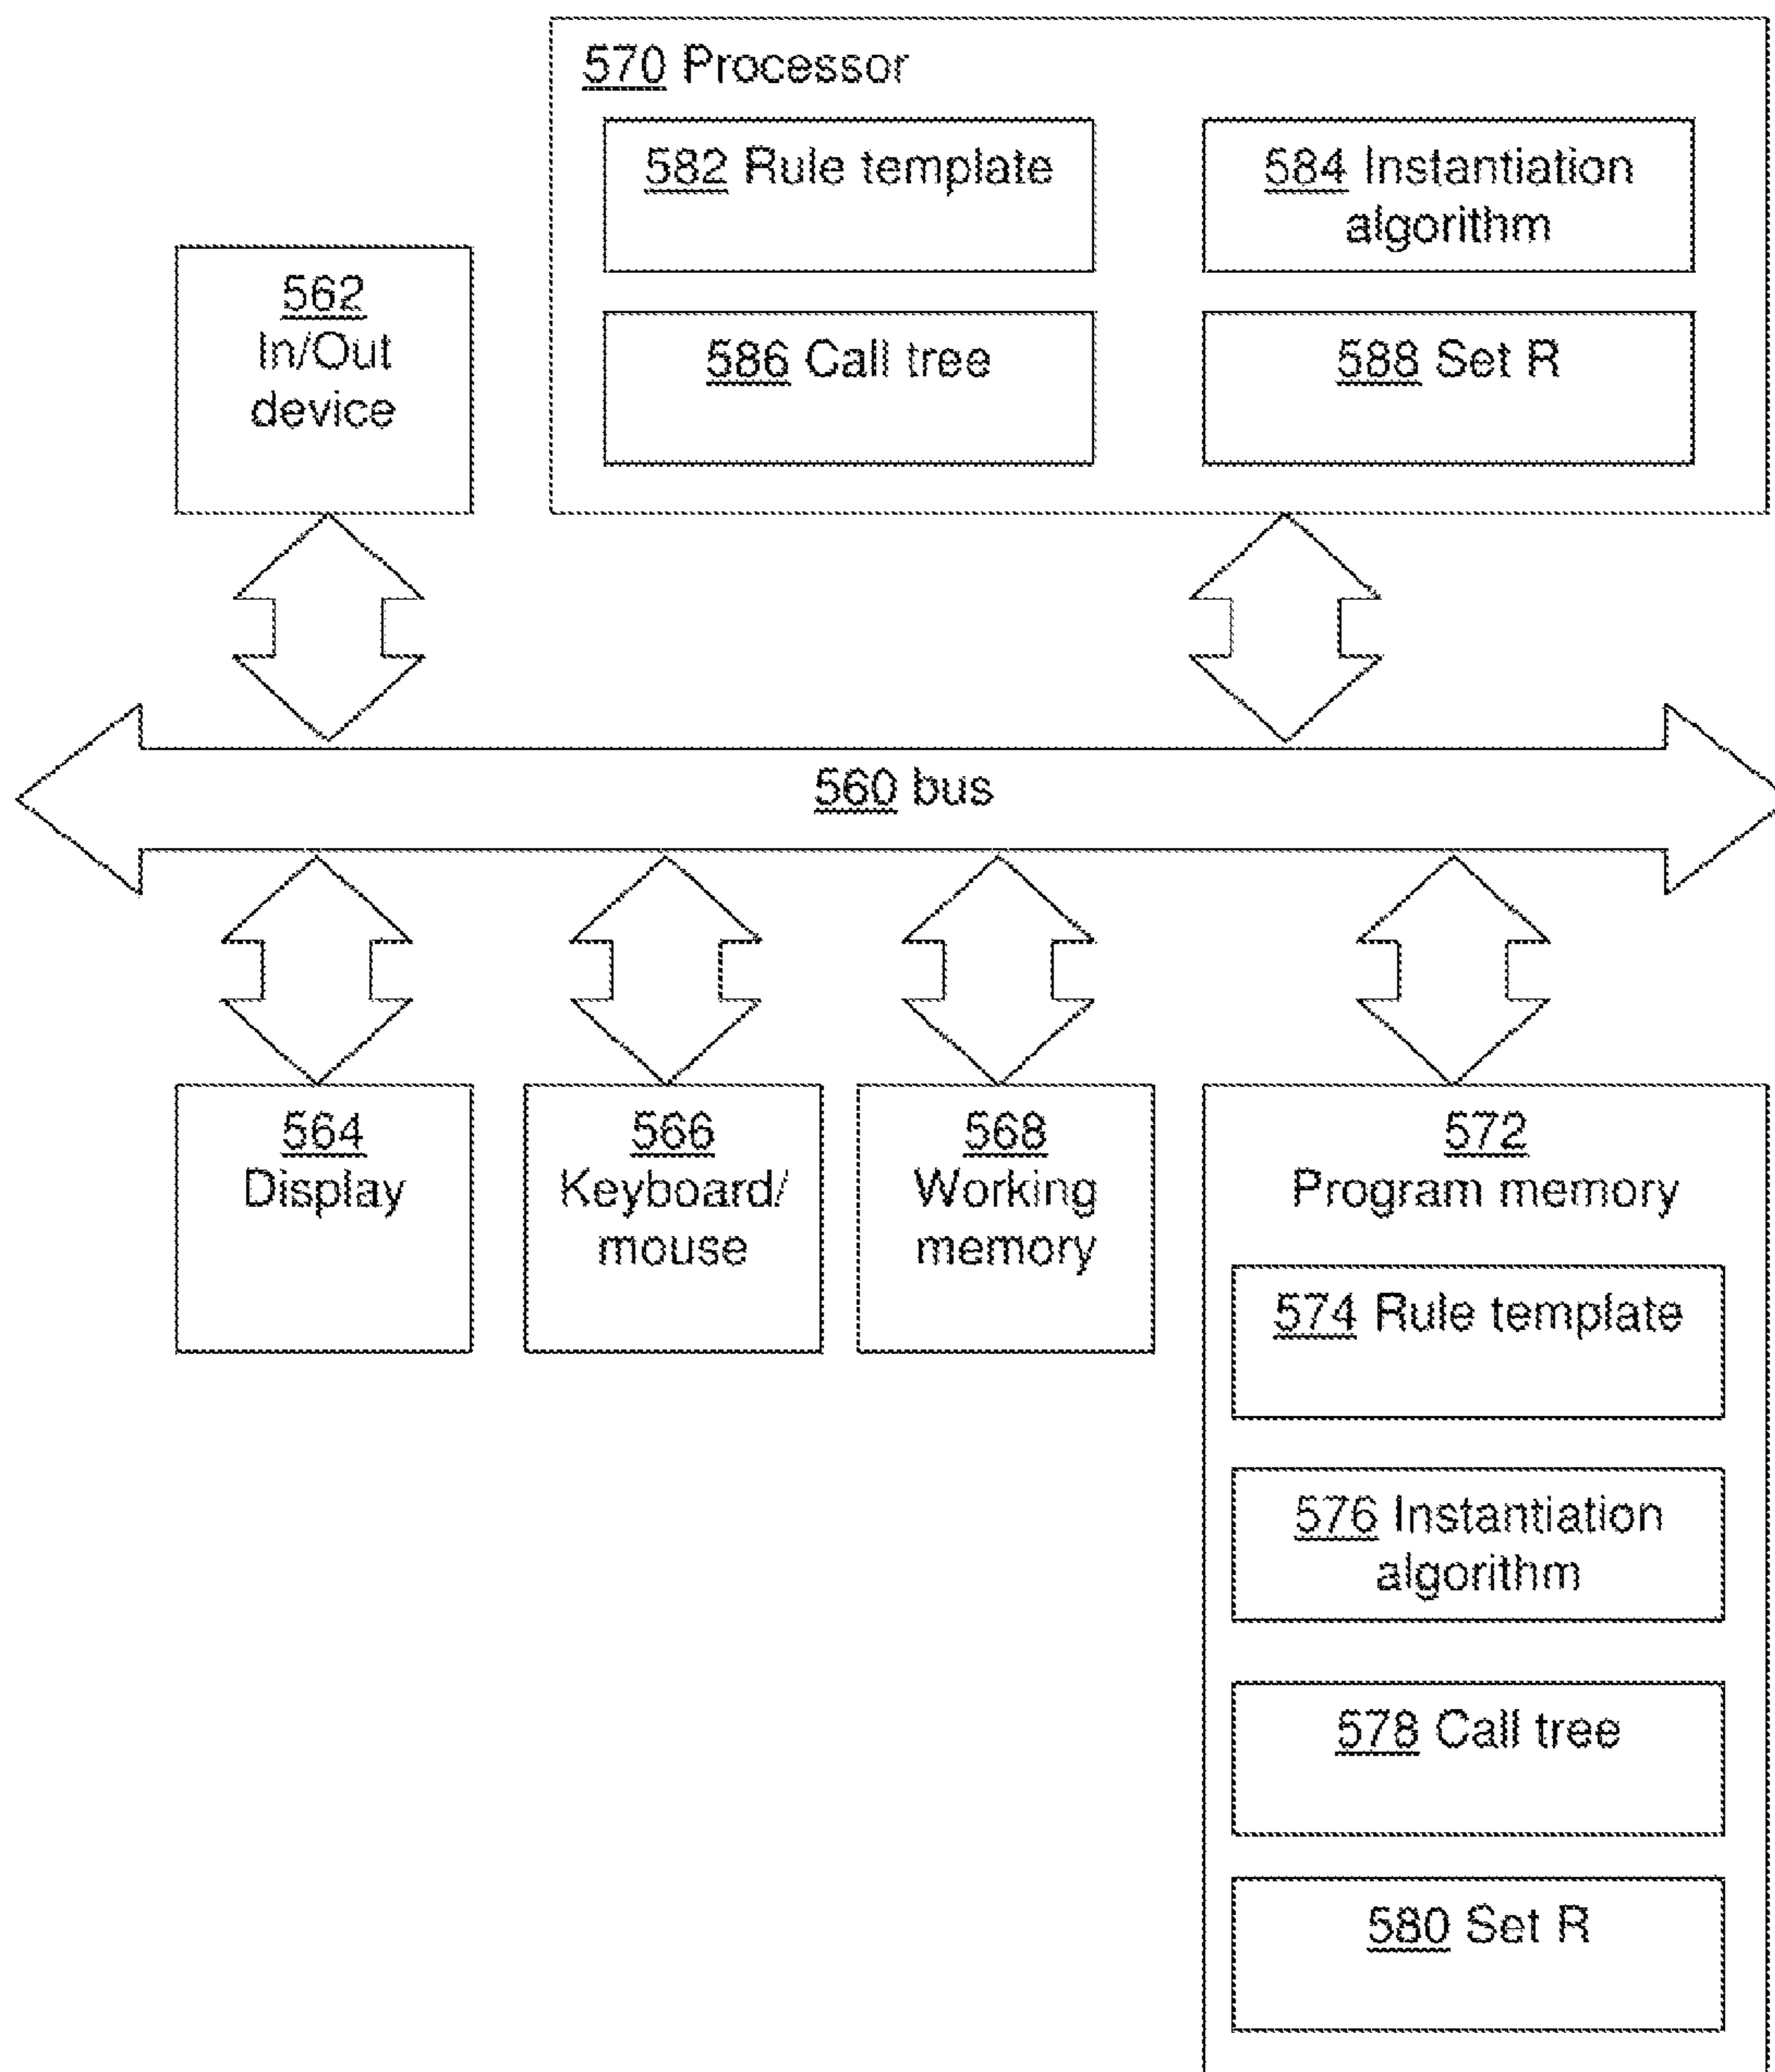 570 Processor
582 Rule template
584 Instantiation
algorithm
586 Call tree
588 Set R
562
In/Out
device
560 bus
564
Display
566
Keyboard/
mouse
568
Working
memory
572
Program memory
574 Rule template
576 Instantiation
algorithm
578 Call tree
580 Set R